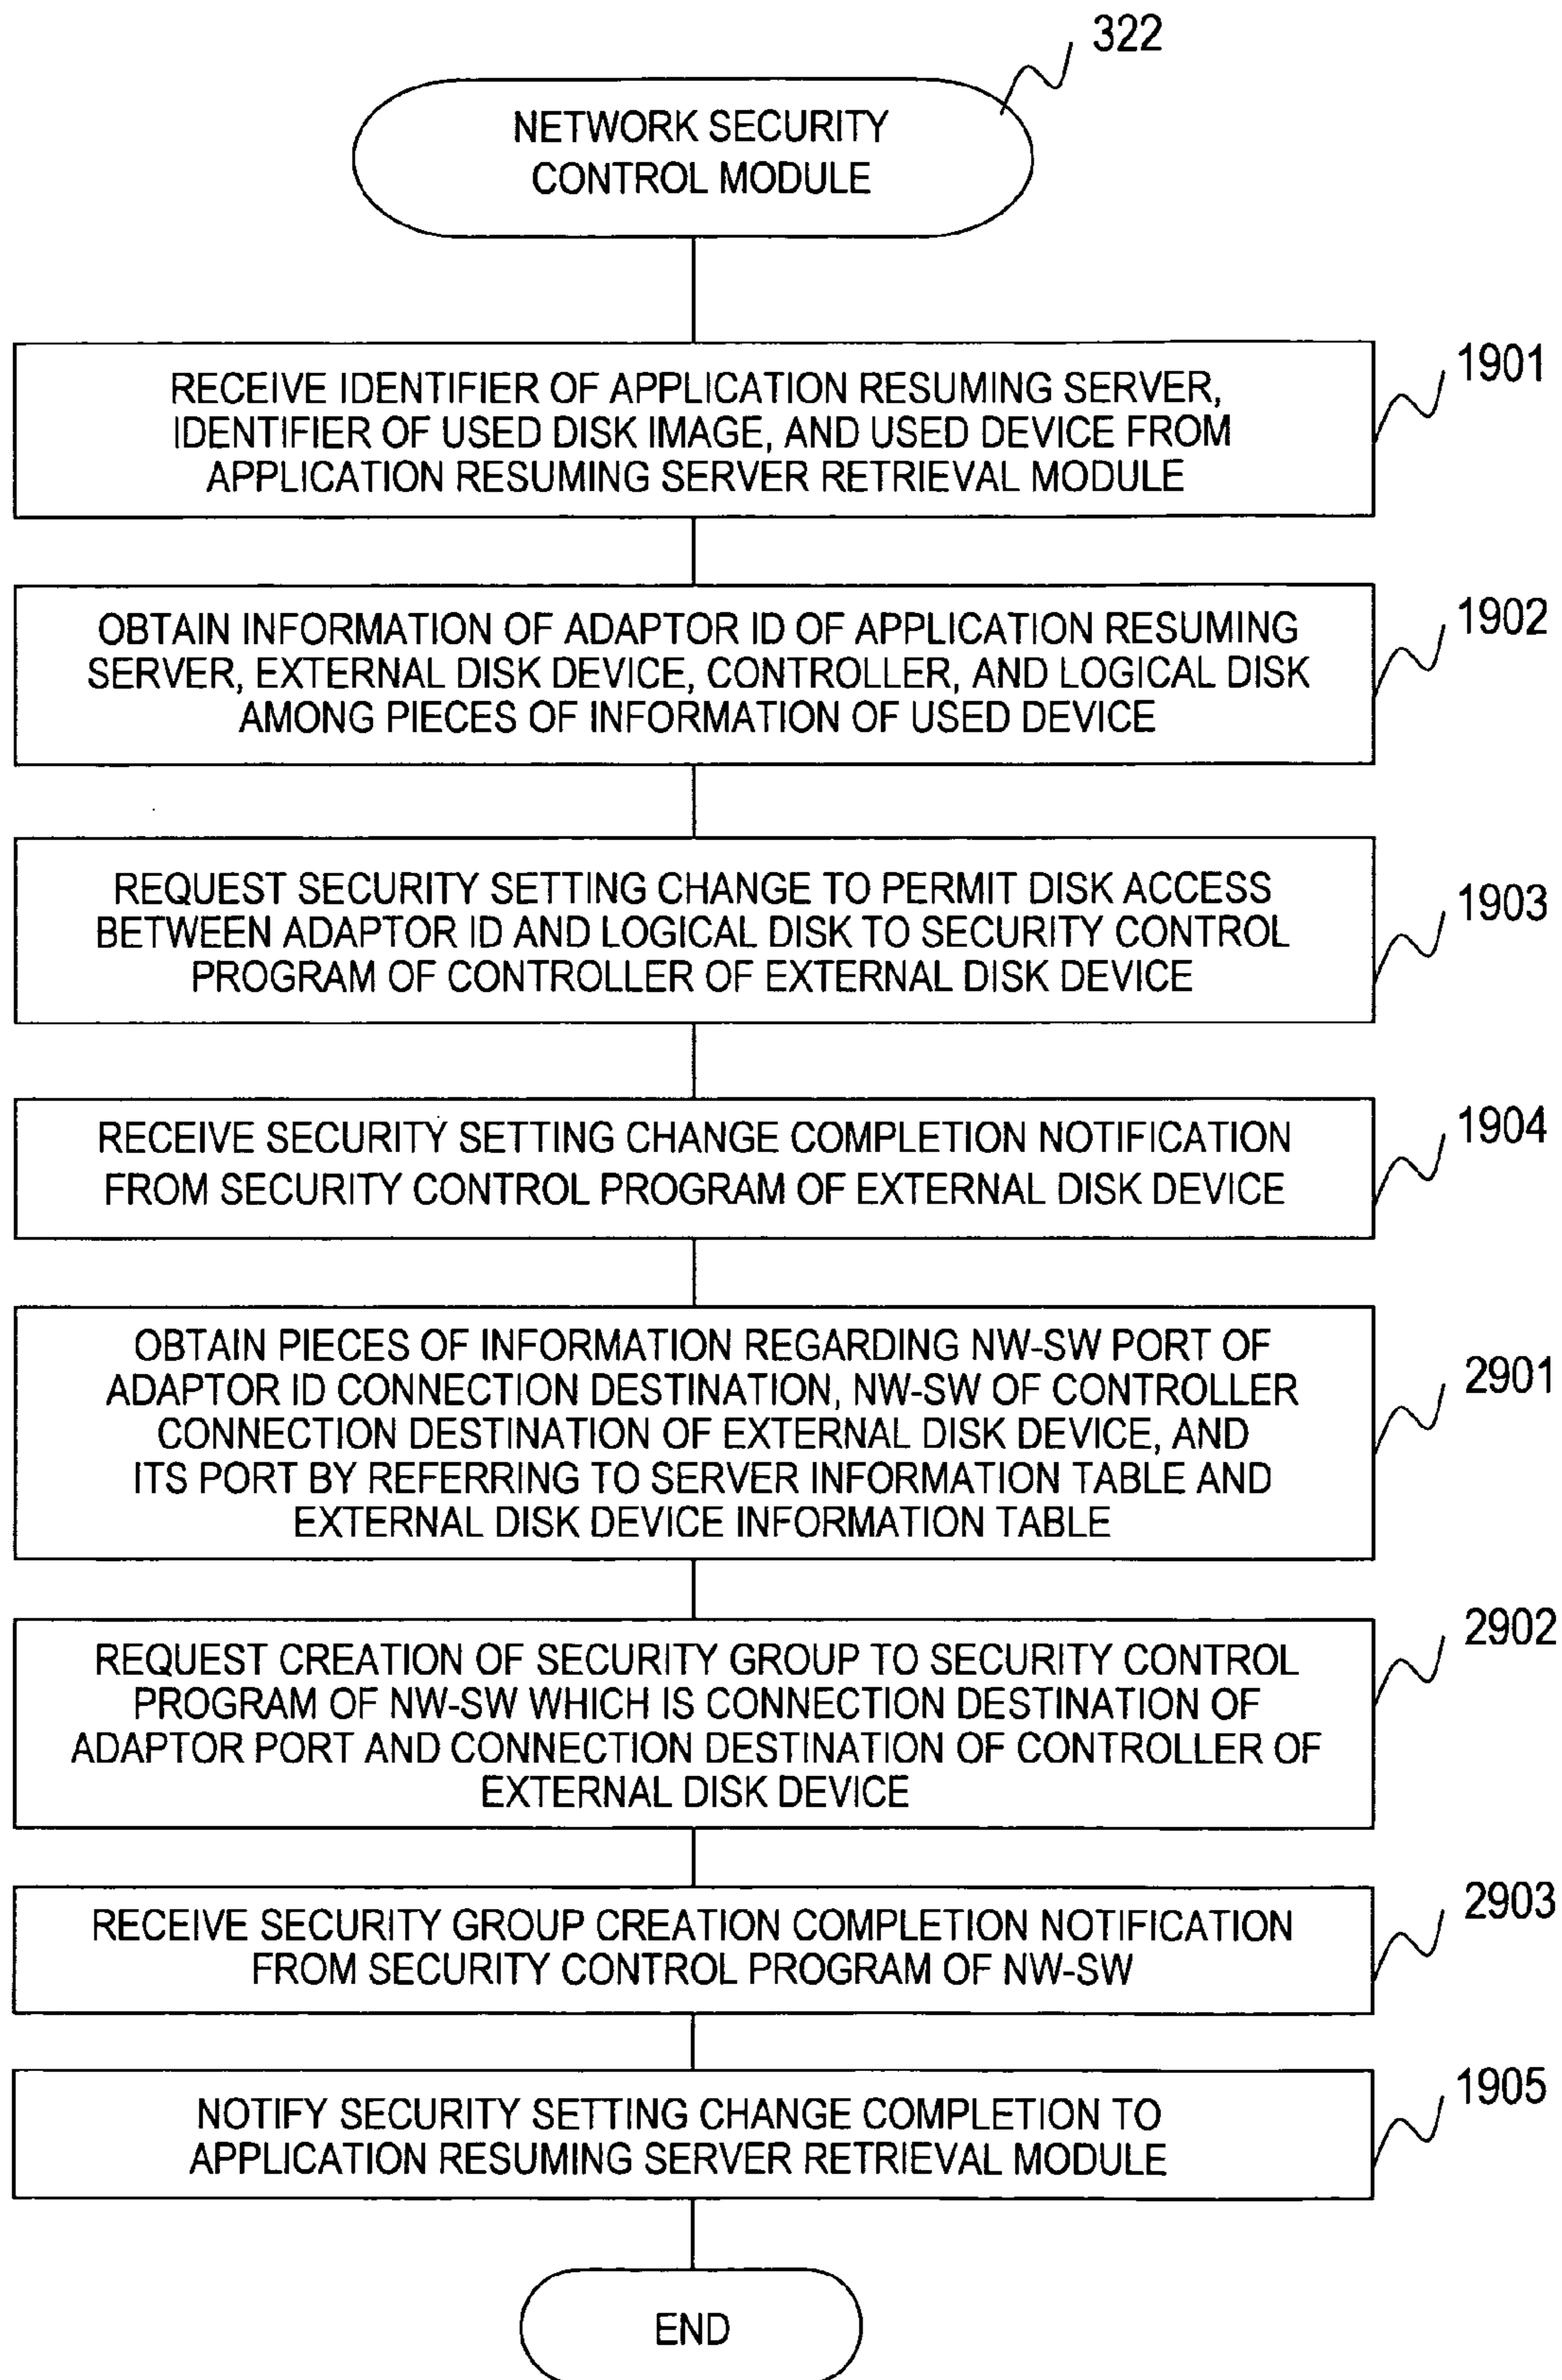 322
NETWORK SECURITY
CONTROL MODULE
1901
RECEIVE IDENTIFIER OF APPLICATION RESUMING SERVER,
IDENTIFIER OF USED DISK IMAGE, AND USED DEVICE FROM
APPLICATION RESUMING SERVER RETRIEVAL MODULE
1902
OBTAIN INFORMATION OF ADAPTOR ID OF APPLICATION RESUMING
SERVER, EXTERNAL DISK DEVICE, CONTROLLER, AND LOGICAL DISK
AMONG PIECES OF INFORMATION OF USED DEVICE
1903
REQUEST SECURITY SETTING CHANGE TO PERMIT DISK ACCESS
BETWEEN ADAPTOR ID AND LOGICAL DISK TO SECURITY CONTROL
PROGRAM OF CONTROLLER OF EXTERNAL DISK DEVICE
1904
RECEIVE SECURITY SETTING CHANGE COMPLETION NOTIFICATION
FROM SECURITY CONTROL PROGRAM OF EXTERNAL DISK DEVICE
2901
OBTAIN PIECES OF INFORMATION REGARDING NW-SW PORT OF
ADAPTOR ID CONNECTION DESTINATION, NW-SW OF CONTROLLER
CONNECTION DESTINATION OF EXTERNAL DISK DEVICE, AND
ITS PORT BY REFERRING TO SERVER INFORMATION TABLE AND
EXTERNAL DISK DEVICE INFORMATION TABLE
2902
REQUEST CREATION OF SECURITY GROUP TO SECURITY CONTROL
PROGRAM OF NW-SW WHICH IS CONNECTION DESTINATION OF
ADAPTOR PORT AND CONNECTION DESTINATION OF CONTROLLER OF
EXTERNAL DISK DEVICE
2903
RECEIVE SECURITY GROUP CREATION COMPLETION NOTIFICATION
FROM SECURITY CONTROL PROGRAM OF NW-SW
1905
NOTIFY SECURITY SETTING CHANGE COMPLETION TO
APPLICATION RESUMING SERVER RETRIEVAL MODULE
END